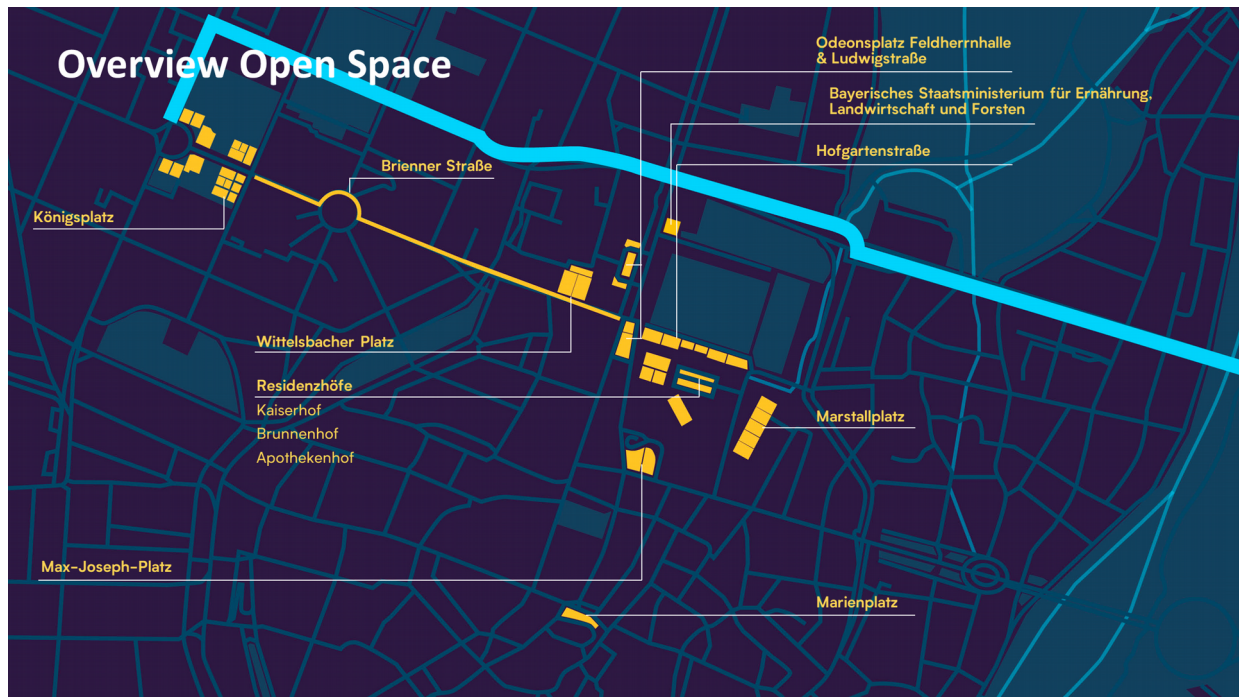 Overview Open Space
Odeonsplatz Feldherrnhalle
& Ludwigstraße
Bayerisches Staatsministerium für Ernährung,
Landwirtschaft und Forsten
Hofgartenstraße
Brienner Straße
Königsplatz
Wittelsbacher Platz
Residenzhöfe
Kaiserhof
Brunnenhof
Apothekenhof
Marstallplatz
Max-Joseph-Platz
Marienplatz